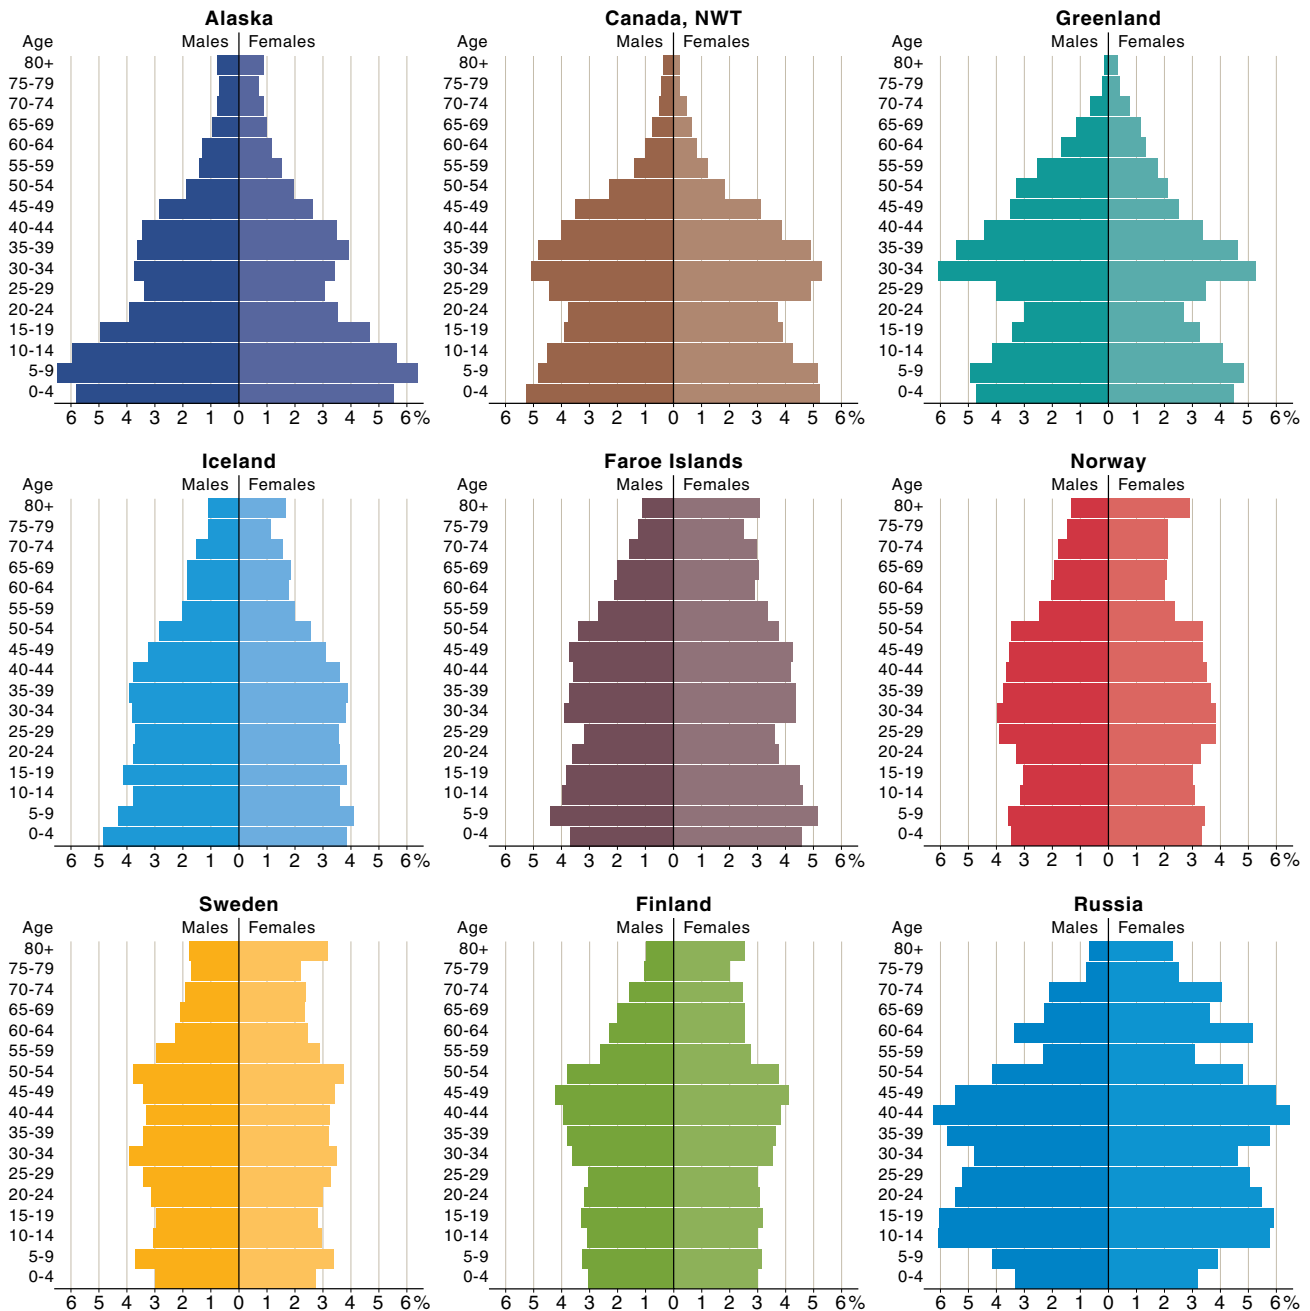 Alaska
Canada, NWT
Greenland
Age Males Females
Age Males Females
Age Males Females
80+ 80+ 80+
75-79 75-79 75-79
70-74 70-74 70-74
65-69 65-69 65-69
60-64 60-64 60-64
55-59 55-59 55-59
50-54 50-54 50-54
45-49 45-49 45-49
40-44 40-44 40-44
35-39 35-39 35-39
30-34 30-34 30-34
25-29 25-29 25-29
20-24 20-24 20-24
15-19 15-19 15-19
10-14 10-14 10-14
5-9 5-9 5-9
0-4 0-4 0-4
6 5 4 3 2 1 0 1 2 3 4 5 6%
6 5 4 3 2 1 0 1 2 3 4 5 6%
6 5 4 3 2 1 0 1 2 3 4 5 6%
Iceland
Faroe Islands
Norway
Age Males Females
Age Males Females
Age Males Females
80+ 80+ 80+
75-79 75-79 75-79
70-74 70-74 70-74
65-69 65-69 65-69
60-64 60-64 60-64
55-59 55-59 55-59
50-54 50-54 50-54
45-49 45-49 45-49
40-44 40-44 40-44
35-39 35-39 35-39
30-34 30-34 30-34
25-29 25-29 25-29
20-24 20-24 20-24
15-19 15-19 15-19
10-14 10-14 10-14
5-9 5-9 5-9
0-4 0-4 0-4
6 5 4 3 2 1 0 1 2 3 4 5 6%
6 5 4 3 2 1 0 1 2 3 4 5 6%
6 5 4 3 2 1 0 1 2 3 4 5 6%
Sweden
Finland
Russia
Age Males Females
Age Males Females
Age Males Females
80+ 80+ 80+
75-79 75-79 75-79
70-74 70-74 70-74
65-69 65-69 65-69
60-64 60-64 60-64
55-59 55-59 55-59
50-54 50-54 50-54
45-49 45-49 45-49
40-44 40-44 40-44
35-39 35-39 35-39
30-34 30-34 30-34
25-29 25-29 25-29
20-24 20-24 20-24
15-19 15-19 15-19
10-14 10-14 10-14
5-9 5-9 5-9
0-4 0-4 0-4
6 5 4 3 2 1 0 1 2 3 4 5 6%
6 5 4 3 2 1 0 1 2 3 4 5 6%
6 5 4 3 2 1 0 1 2 3 4 5 6%